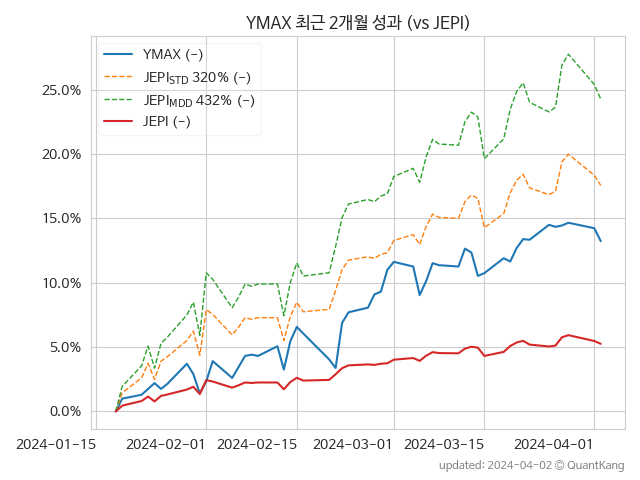 YMAX 최근 2개월 성과 (vs JEPI)
YMAX (-)
JEPI_STD 320% (-)
JEPI_MDD 432% (-)
JEPI (-)
25.0%
20.0%
15.0%
10.0%
5.0%
0.0%
2024-01-15 2024-02-01 2024-02-15 2024-03-01 2024-03-15 2024-04-01
updated: 2024-04-02 © QuantKang